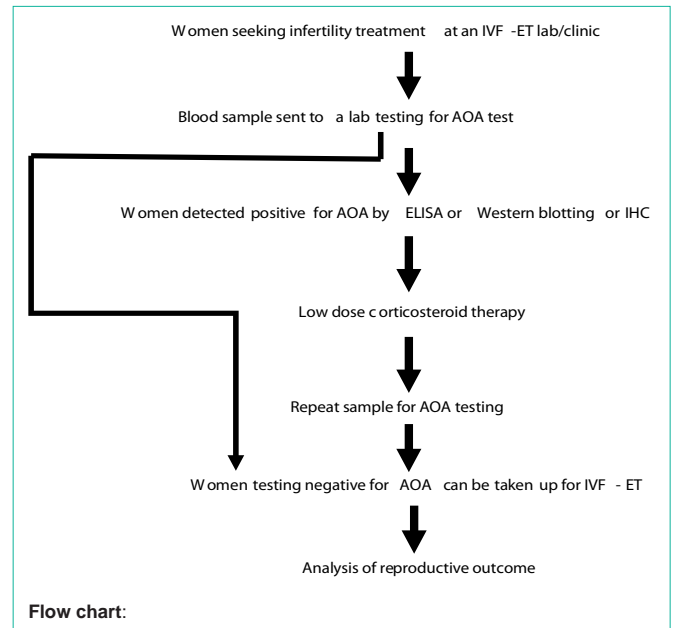 Women seeking infertility treatment at an IVF -ET lab/clinic
Blood sample sent to a lab testing for AOA test
Women detected positive for AOA by ELISA or Western blotting or IHC
Low dose corticosteroid therapy
Repeat sample for AOA testing
Women testing negative for AOA can be taken up for IVF - ET
Analysis of reproductive outcome
Flow chart: